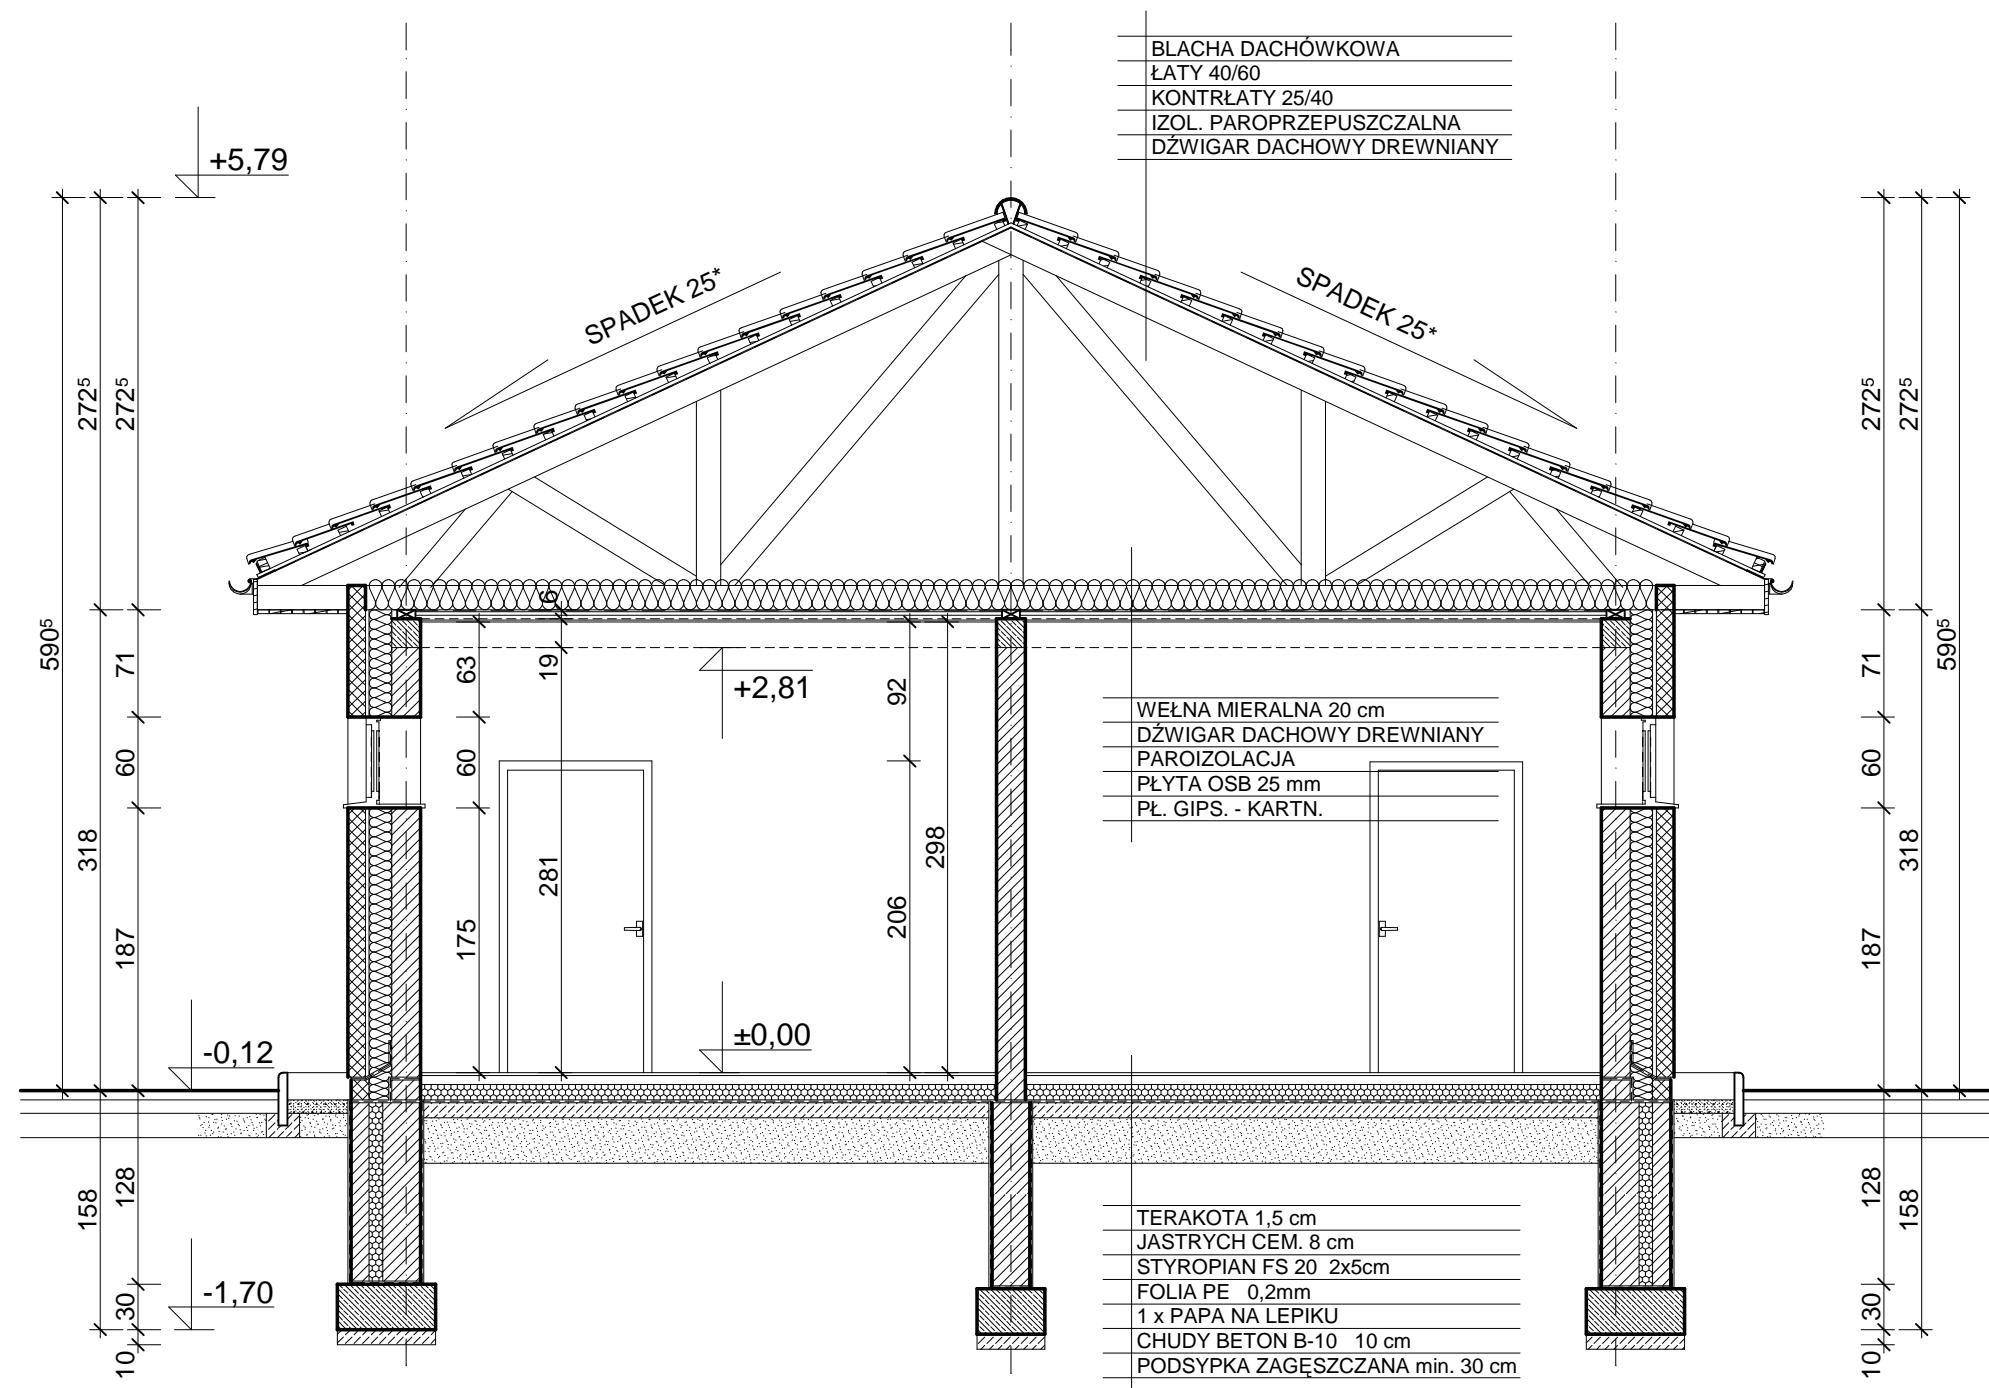 BLACHA DACHÓWKOWA
ŁATY 40/60
KONTRŁATY 25/40
IZOL. PAROPRZEPUSZCZALNA
DŹWIGAR DACHOWY DREWNIANY
+5,79
SPADEK 25*
SPADEK 25*
590⁵
272⁵
272⁵
318
71
60
187
158
128
30
10
-0,12
-1,70
63
60
175
6
19
281
+2,81
±0,00
92
206
298
WEŁNA MIERALNA 20 cm
DŹWIGAR DACHOWY DREWNIANY
PAROIZOLACJA
PŁYTA OSB 25 mm
PŁ. GIPS. - KARTN.
TERAKOTA 1,5 cm
JASTRYCH CEM. 8 cm
STYROPIAN FS 20 2x5cm
FOLIA PE 0,2mm
1 x PAPA NA LEPIKU
CHUDY BETON B-10 10 cm
PODSYPKA ZAGĘSZCZANA min. 30 cm
272⁵
272⁵
590⁵
71
60
187
318
128
158
30
10